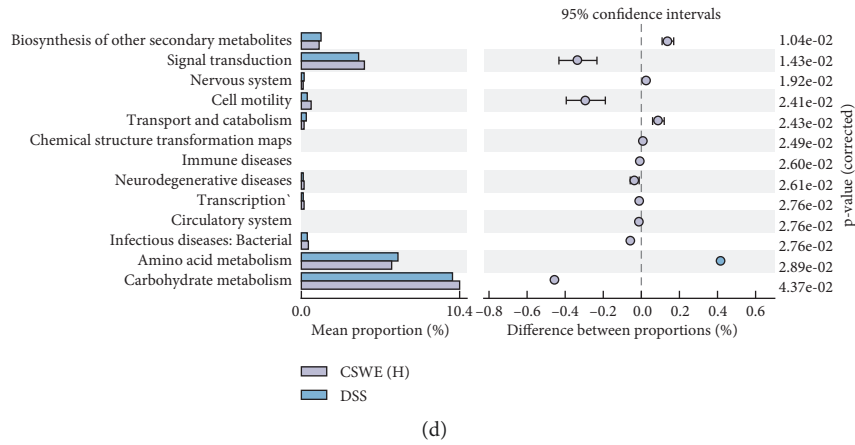 95% confidence intervals
Biosynthesis of other secondary metabolites 1.04e-02
Signal transduction 1.43e-02
Nervous system 1.92e-02
Cell motility 2.41e-02
Transport and catabolism 2.43e-02
Chemical structure transformation maps 2.49e-02
Immune diseases 2.60e-02
Neurodegenerative diseases 2.61e-02
Transcription` 2.76e-02
Circulatory system 2.76e-02
Infectious diseases: Bacterial 2.76e-02
Amino acid metabolism 2.89e-02
Carbohydrate metabolism 4.37e-02
p-value (corrected)
0.0 10.4 −0.8 −0.6 −0.4 −0.2 0.0 0.2 0.4 0.6
Mean proportion (%) Difference between proportions (%)
CSWE (H)
DSS
(d)